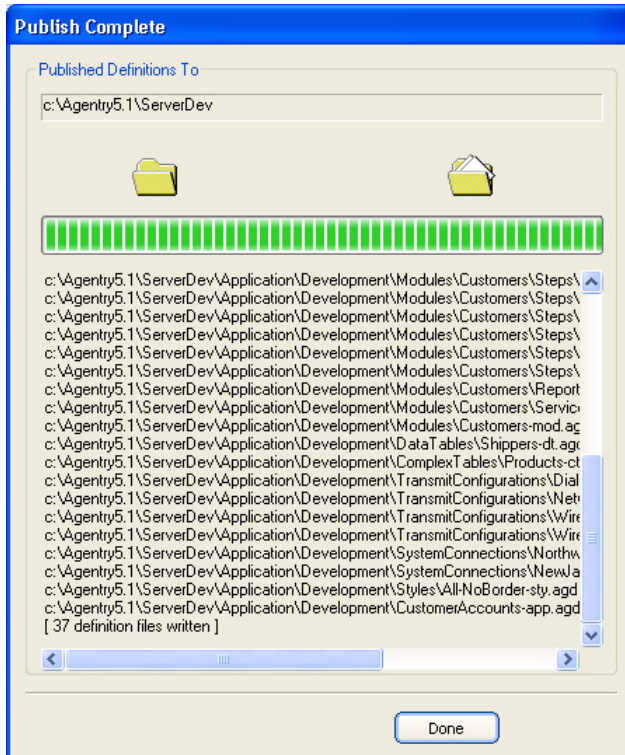 Publish Complete
Published Definitions To
c:\Agentry5.1\ServerDev
c:\Agentry5.1\ServerDev\Application\Development\Modules\Customers\Steps\
c:\Agentry5.1\ServerDev\Application\Development\Modules\Customers\Steps\
c:\Agentry5.1\ServerDev\Application\Development\Modules\Customers\Steps\
c:\Agentry5.1\ServerDev\Application\Development\Modules\Customers\Steps\
c:\Agentry5.1\ServerDev\Application\Development\Modules\Customers\Steps\
c:\Agentry5.1\ServerDev\Application\Development\Modules\Customers\Steps\
c:\Agentry5.1\ServerDev\Application\Development\Modules\Customers\Report
c:\Agentry5.1\ServerDev\Application\Development\Modules\Customers\Servic
c:\Agentry5.1\ServerDev\Application\Development\Modules\Customers-mod.ag
c:\Agentry5.1\ServerDev\Application\Development\DataTables\Shippers-dt.agd
c:\Agentry5.1\ServerDev\Application\Development\ComplexTables\Products-ct
c:\Agentry5.1\ServerDev\Application\Development\TransmitConfigurations\Dial
c:\Agentry5.1\ServerDev\Application\Development\TransmitConfigurations\Net
c:\Agentry5.1\ServerDev\Application\Development\TransmitConfigurations\Wire
c:\Agentry5.1\ServerDev\Application\Development\TransmitConfigurations\Wire
c:\Agentry5.1\ServerDev\Application\Development\SystemConnections\Northw
c:\Agentry5.1\ServerDev\Application\Development\SystemConnections\NewJa
c:\Agentry5.1\ServerDev\Application\Development\Styles\All-NoBorder-sty.agd
c:\Agentry5.1\ServerDev\Application\Development\CustomerAccounts-app.agd
[ 37 definition files written ]
Done